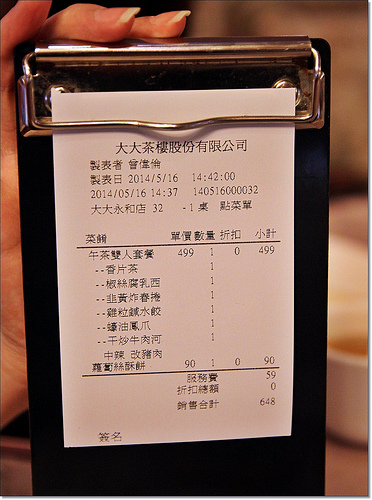 大大茶樓股份有限公司
製表者 曾偉倫
製表日 2014/5/16 14:42:00
2014/05/16 14:37 140516000032
大大永和店 32 -1桌 點菜單
菜餚 單價 數量 折扣 小計
午茶雙人套餐 499 1 0 499
--香片茶 1
--椒絲腐乳西 1
--韭黃炸春捲 1
--雞粒鹹水餃 1
--蠔油鳳爪 1
--干炒牛肉河 1
中辣 改豬肉
蘿蔔絲酥餅 90 1 0 90
服務費 59
折扣總額 0
銷售合計 648
簽名